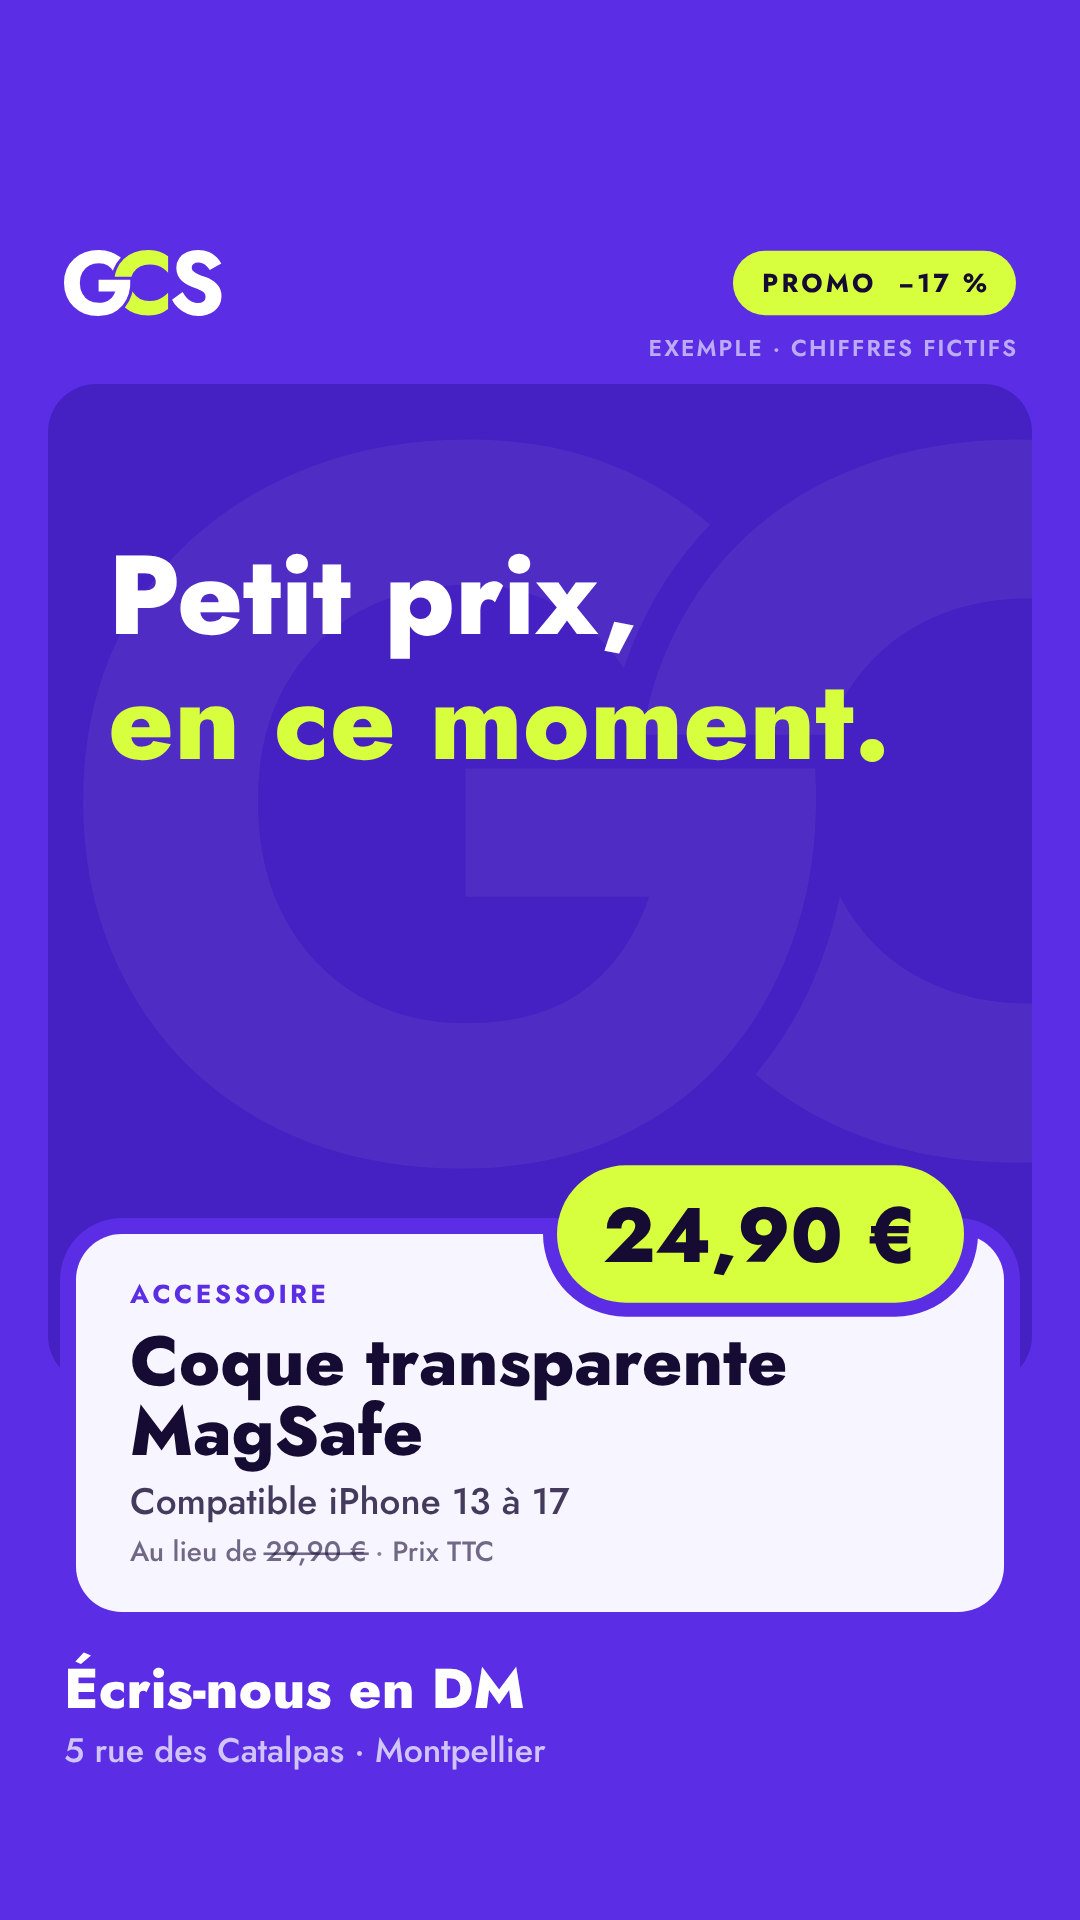 GCS
PROMO –17 %
EXEMPLE · CHIFFRES FICTIFS
Petit prix,
en ce moment.
24,90 €
ACCESSOIRE
Coque transparente
MagSafe
Compatible iPhone 13 à 17
Au lieu de 29,90 € · Prix TTC
Écris-nous en DM
5 rue des Catalpas · Montpellier